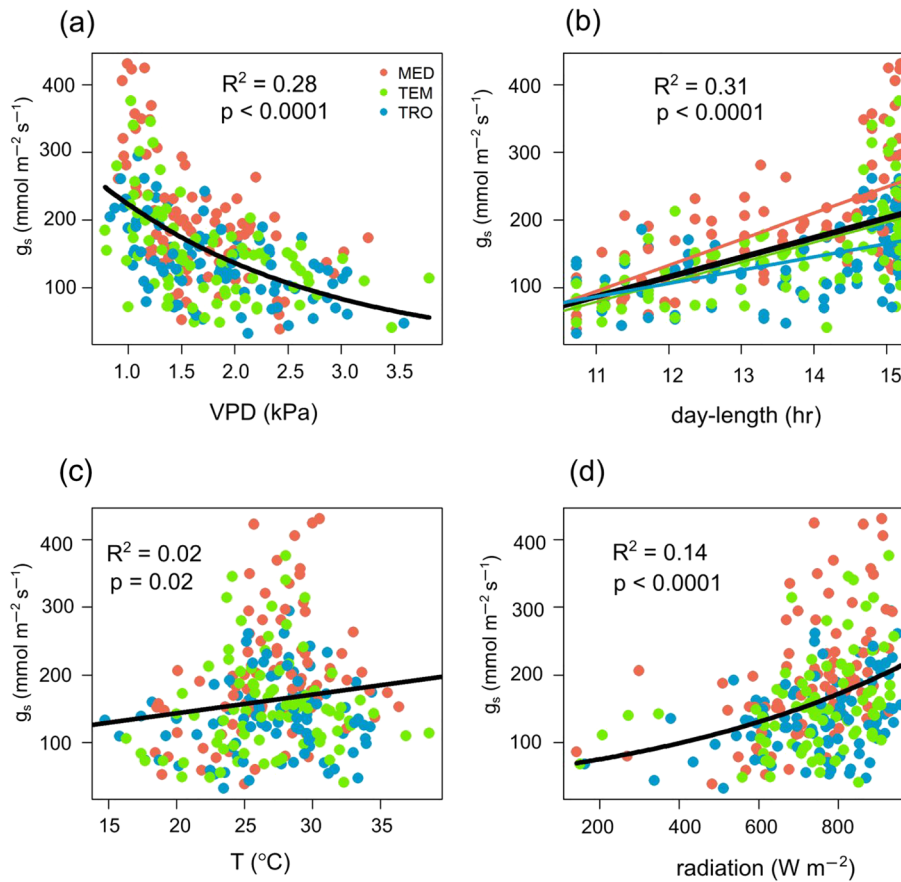 (a)
R² = 0.28
p < 0.0001
MED
TEM
TRO
400
300
200
100
gₛ (mmol m⁻² s⁻¹)
1.0 1.5 2.0 2.5 3.0 3.5
VPD (kPa)
(b)
R² = 0.31
p < 0.0001
400
300
200
100
gₛ (mmol m⁻² s⁻¹)
11 12 13 14 15
day-length (hr)
(c)
R² = 0.02
p = 0.02
400
300
200
100
gₛ (mmol m⁻² s⁻¹)
15 20 25 30 35
T (°C)
(d)
R² = 0.14
p < 0.0001
400
300
200
100
gₛ (mmol m⁻² s⁻¹)
200 400 600 800
radiation (W m⁻²)